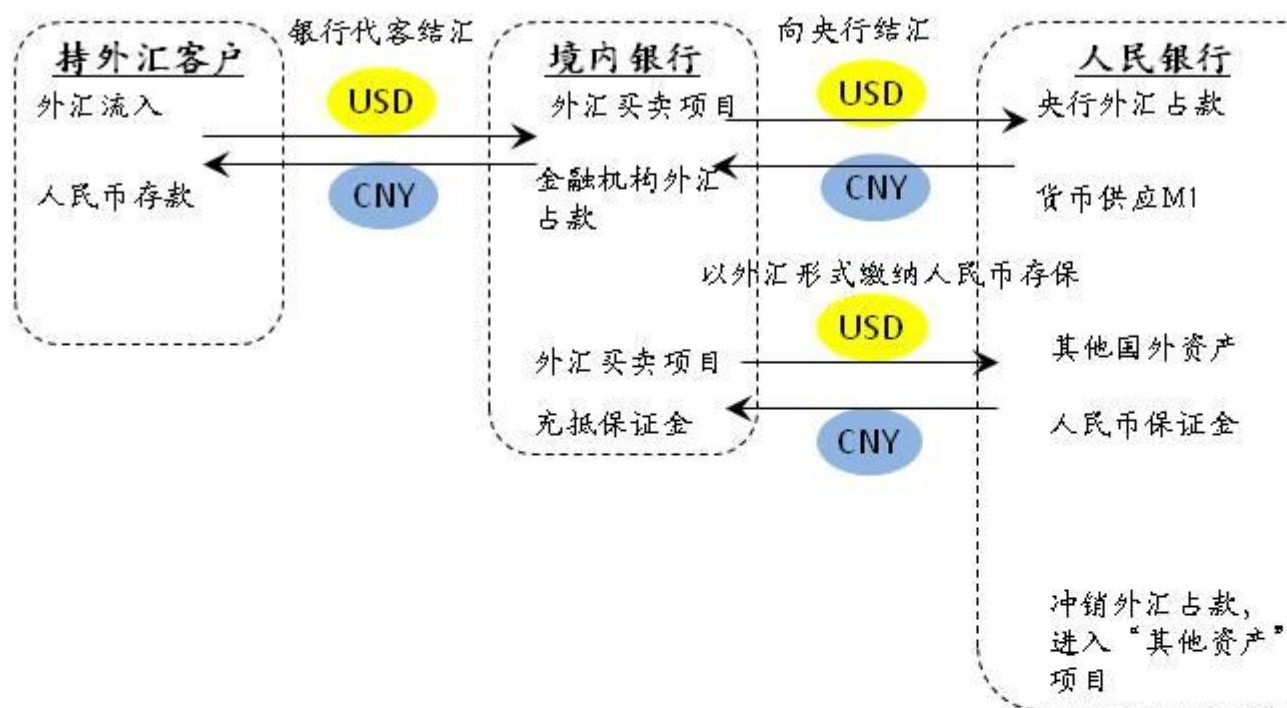 银行代客结汇
向央行结汇
持外汇客户
境内银行
人民银行
外汇流入
USD
外汇买卖项目
USD
央行外汇占款
人民币存款
CNY
金融机构外汇
占款
CNY
货币供应M1
以外汇形式缴纳人民币存保
USD
外汇买卖项目
其他国外资产
充抵保证金
CNY
人民币保证金
冲销外汇占款，
进入“其他资产”
项目